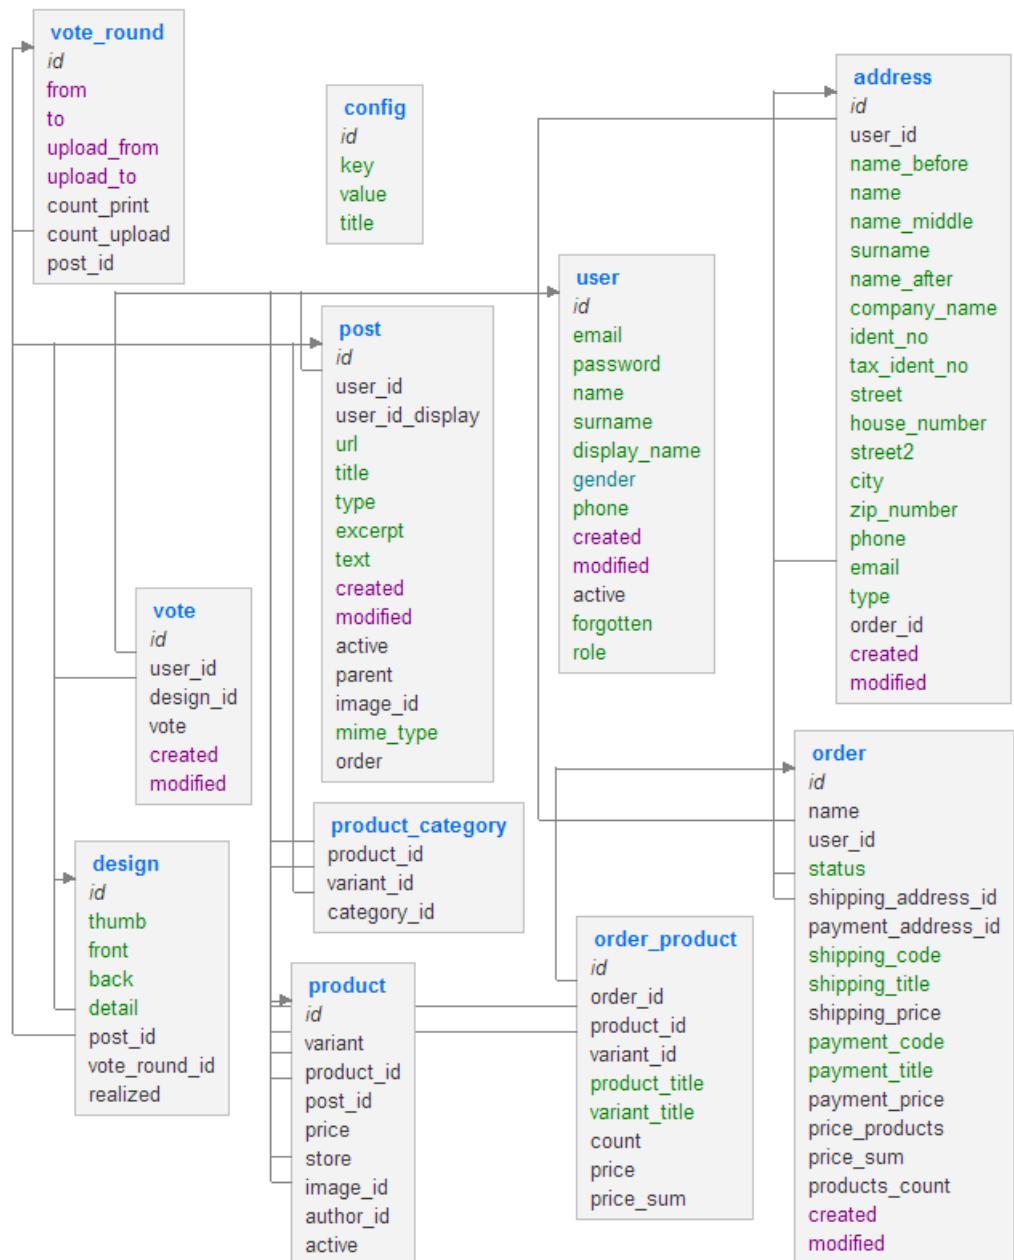 vote_round
id
from
to
upload_from
upload_to
count_print
count_upload
post_id
config
id
key
value
title
address
id
user_id
name_before
name
name_middle
surname
name_after
company_name
ident_no
tax_ident_no
street
house_number
street2
city
zip_number
phone
email
type
order_id
created
modified
user
id
email
password
name
surname
display_name
gender
phone
created
modified
active
forgotten
role
post
id
user_id
user_id_display
url
title
type
excerpt
text
created
modified
active
parent
image_id
mime_type
order
vote
id
user_id
design_id
vote
created
modified
order
id
name
user_id
status
shipping_address_id
payment_address_id
shipping_code
shipping_title
shipping_price
payment_code
payment_title
payment_price
price_products
price_sum
products_count
created
modified
product_category
product_id
variant_id
category_id
design
id
thumb
front
back
detail
post_id
vote_round_id
realized
order_product
id
order_id
product_id
variant_id
product_title
variant_title
count
price
price_sum
product
id
variant
product_id
post_id
price
store
image_id
author_id
active